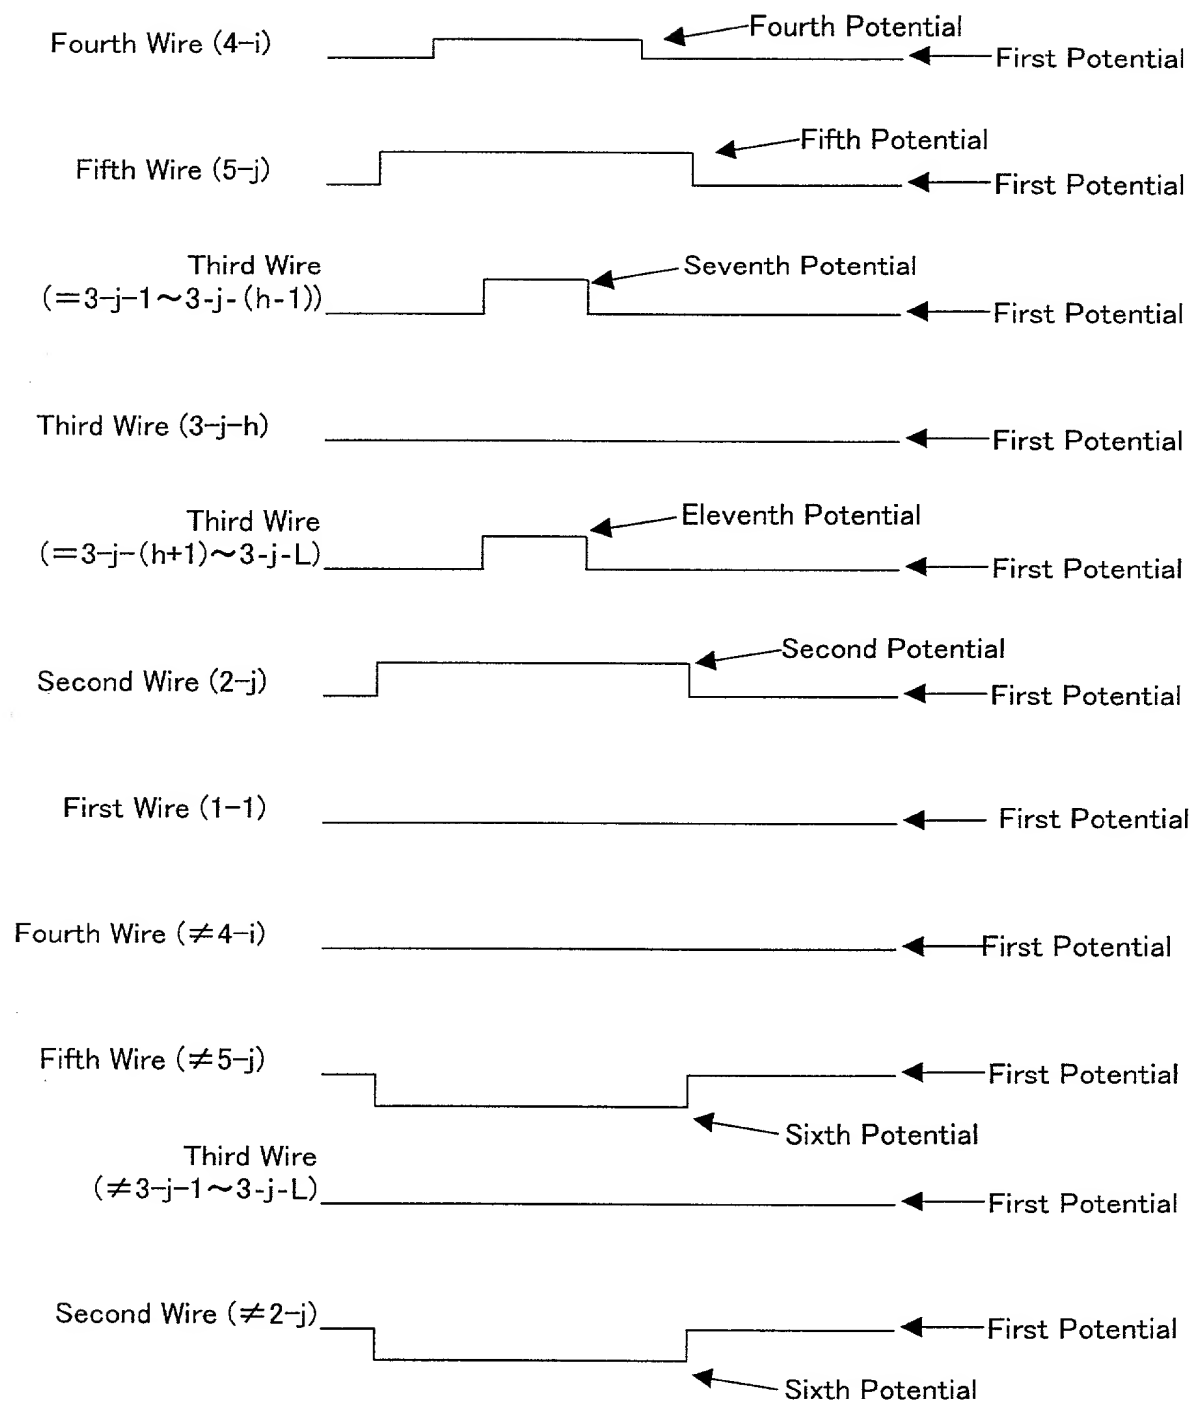 Fourth Wire (4-i)
Fourth Potential
First Potential
Fifth Wire (5-j)
Fifth Potential
First Potential
Third Wire
(=3-j-1~3-j-(h-1))
Seventh Potential
First Potential
Third Wire (3-j-h)
First Potential
Third Wire
(=3-j-(h+1)~3-j-L)
Eleventh Potential
First Potential
Second Wire (2-j)
Second Potential
First Potential
First Wire (1-1)
First Potential
Fourth Wire (≠4-i)
First Potential
Fifth Wire (≠5-j)
First Potential
Sixth Potential
Third Wire
(≠3-j-1~3-j-L)
First Potential
Second Wire (≠2-j)
First Potential
Sixth Potential